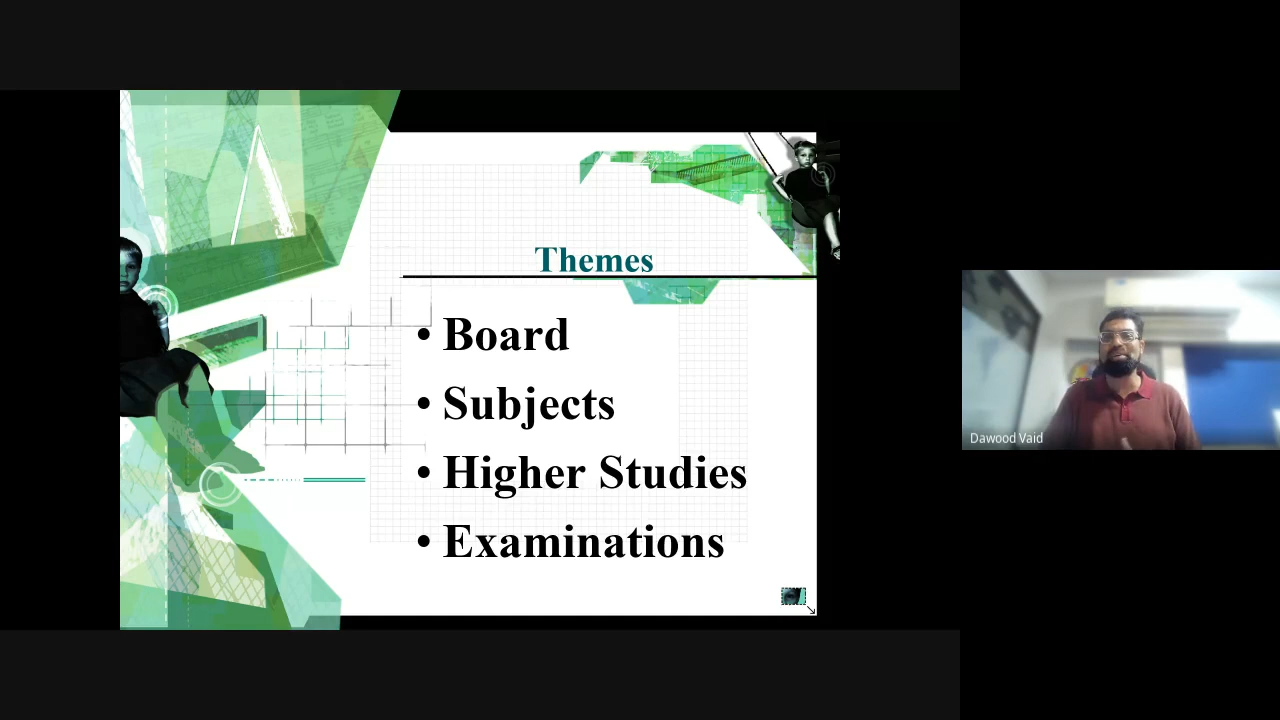 Themes
• Board
• Subjects
• Higher Studies
• Examinations
Dawood Vaid